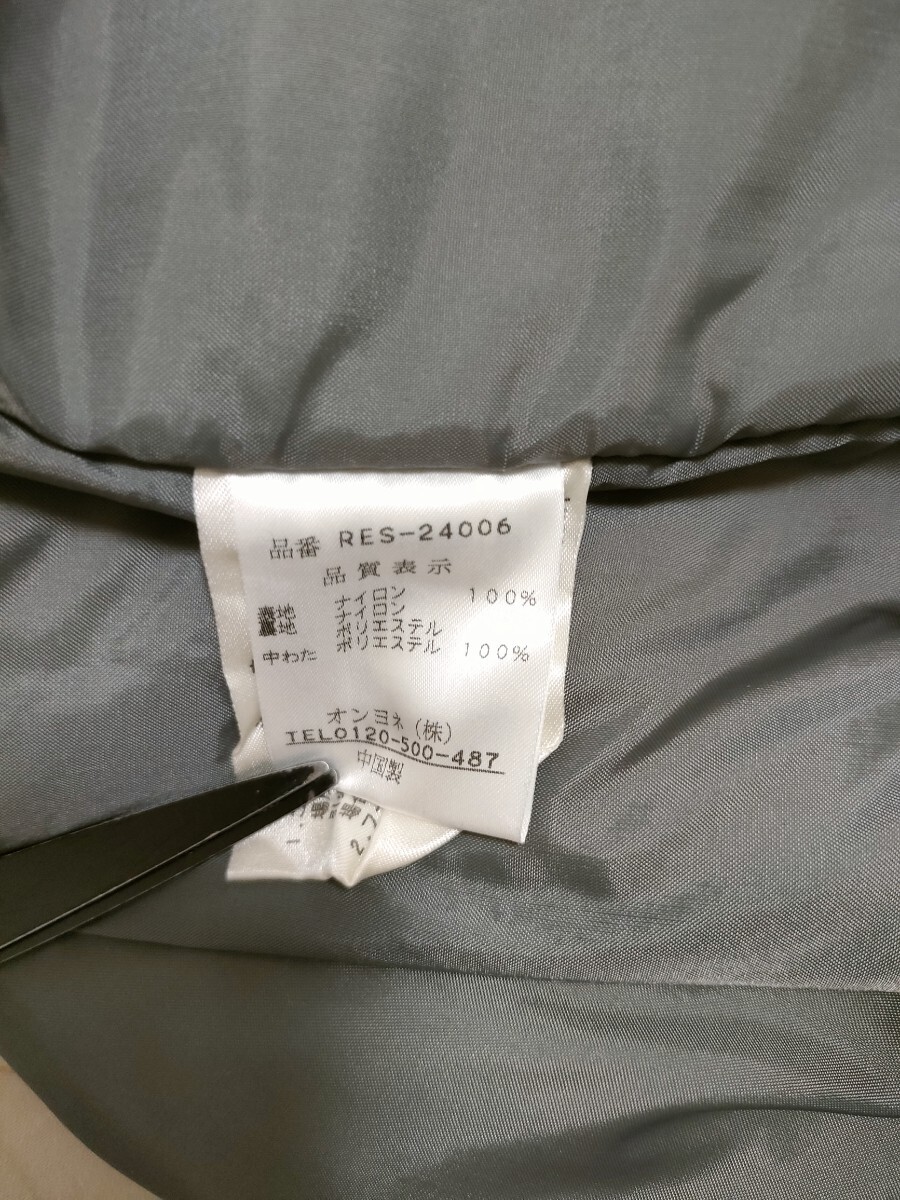 品番 RES-24006
品質表示
ナイロン 100%
地 ナイロン
地 ポリエステル
中わた ポリエステル 100%
オンヨネ(株)
TEL0120-500-487
中国製
1.
2.